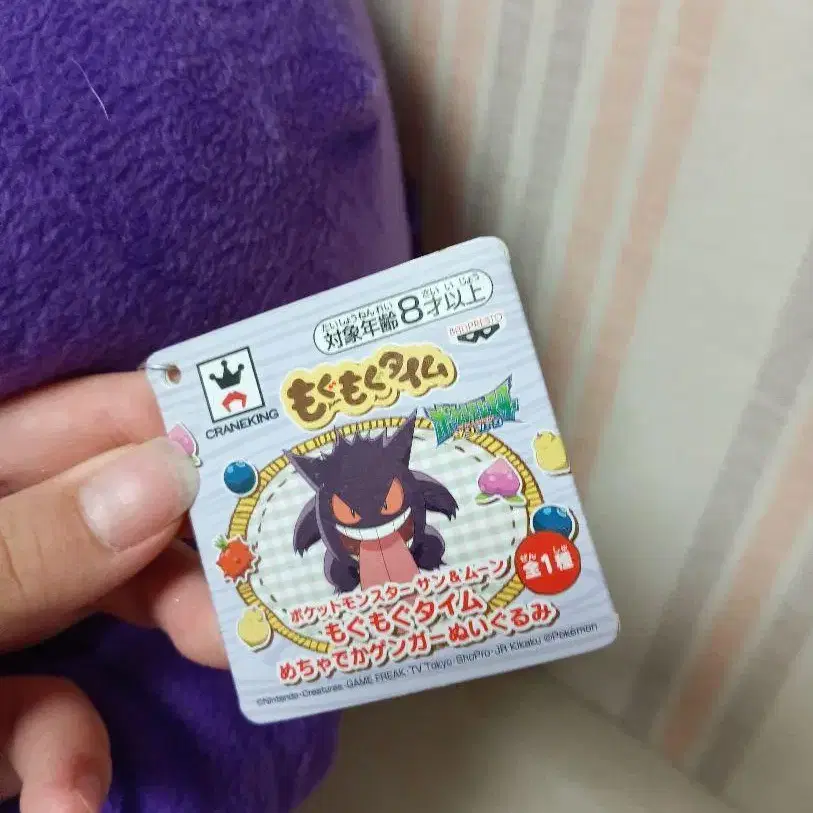 たいしょうねんれい さい いじょう
対象年齢8才以上
BANPRESTO
CRANEKING
もぐもぐタイム
ポケットモンスターサン&ムーン
もぐもぐタイム
めちゃでかゲンガーぬいぐるみ
ぜん しゅ
全1種
©Nintendo・Creatures・GAME FREAK・TV Tokyo・ShoPro・JR Kikaku ©Pokémon